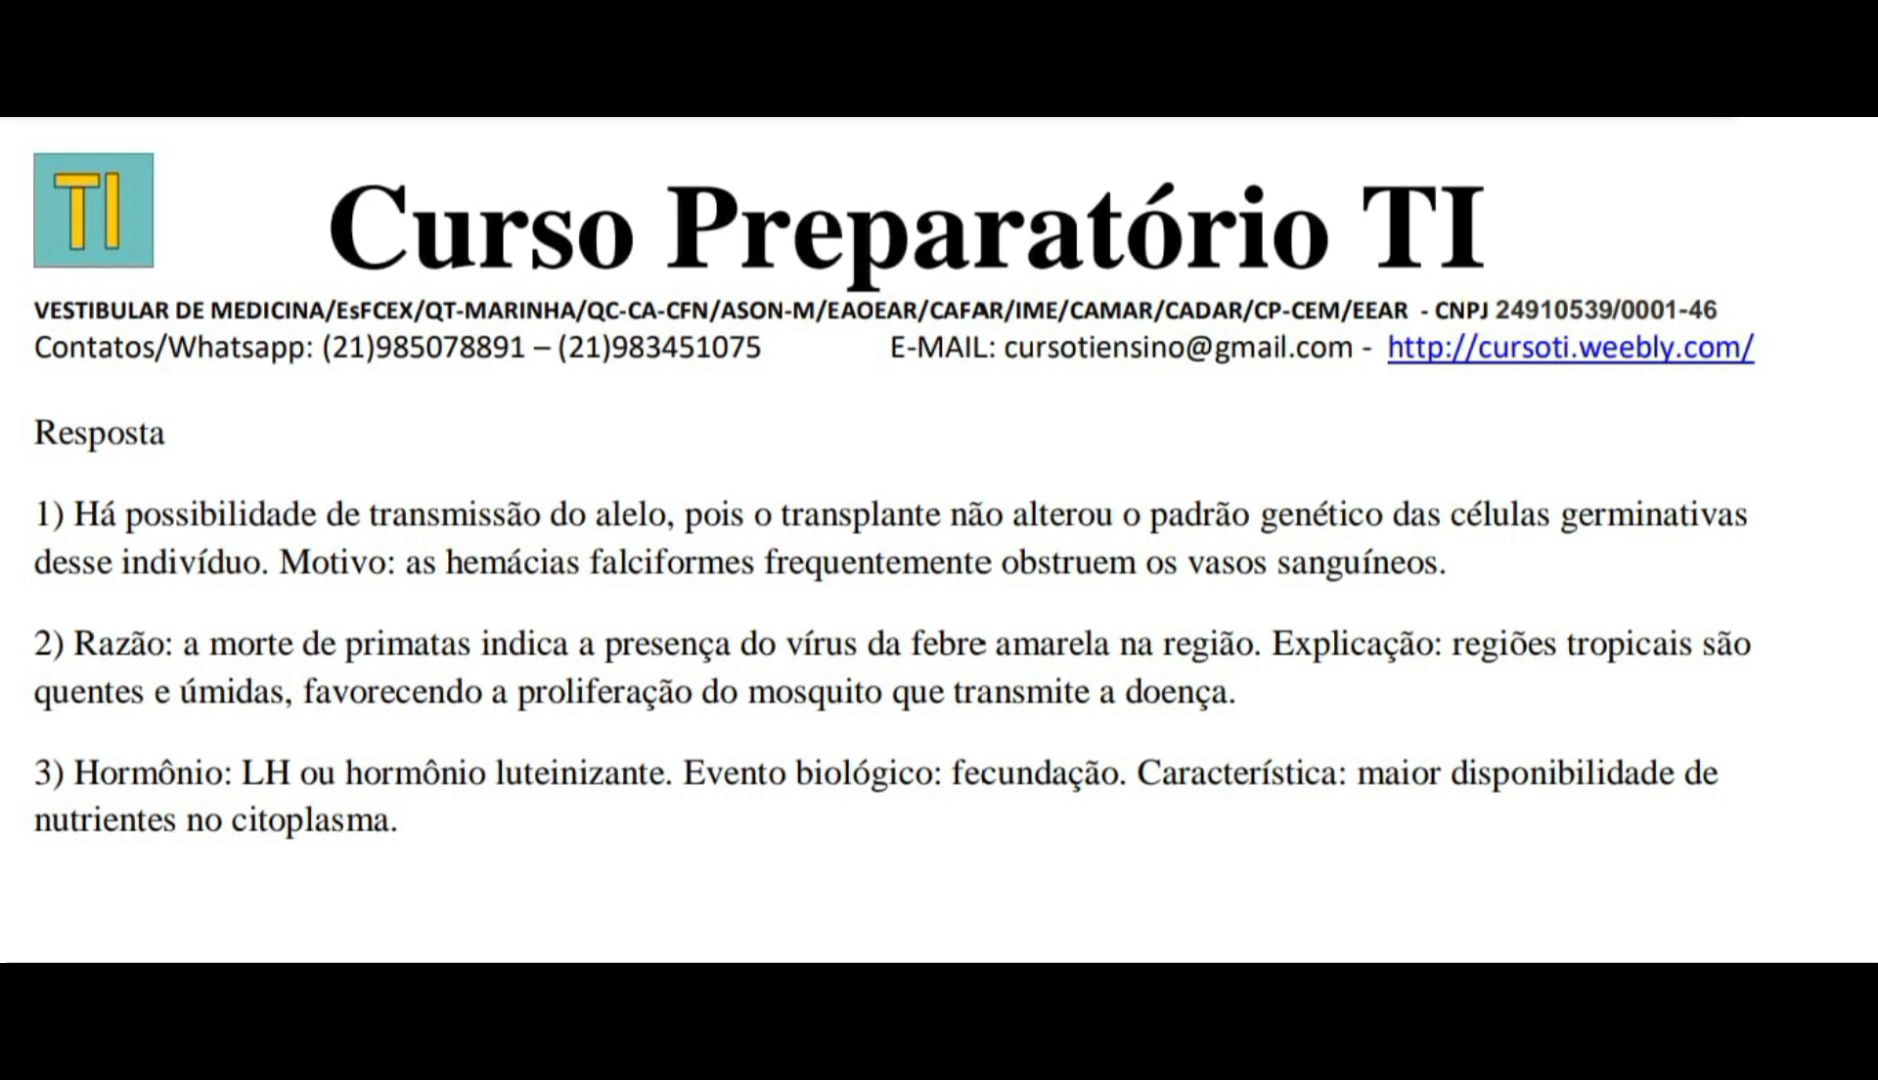 TI
Curso Preparatório TI
VESTIBULAR DE MEDICINA/EsFCEX/QT-MARINHA/QC-CA-CFN/ASON-M/EAOEAR/CAFAR/IME/CAMAR/CADAR/CP-CEM/EEAR - CNPJ 24910539/0001-46
Contatos/Whatsapp: (21)985078891 – (21)983451075 E-MAIL: cursotiensino@gmail.com - http://cursoti.weebly.com/
Resposta
1) Há possibilidade de transmissão do alelo, pois o transplante não alterou o padrão genético das células germinativas
desse indivíduo. Motivo: as hemácias falciformes frequentemente obstruem os vasos sanguíneos.
2) Razão: a morte de primatas indica a presença do vírus da febre amarela na região. Explicação: regiões tropicais são
quentes e úmidas, favorecendo a proliferação do mosquito que transmite a doença.
3) Hormônio: LH ou hormônio luteinizante. Evento biológico: fecundação. Característica: maior disponibilidade de
nutrientes no citoplasma.